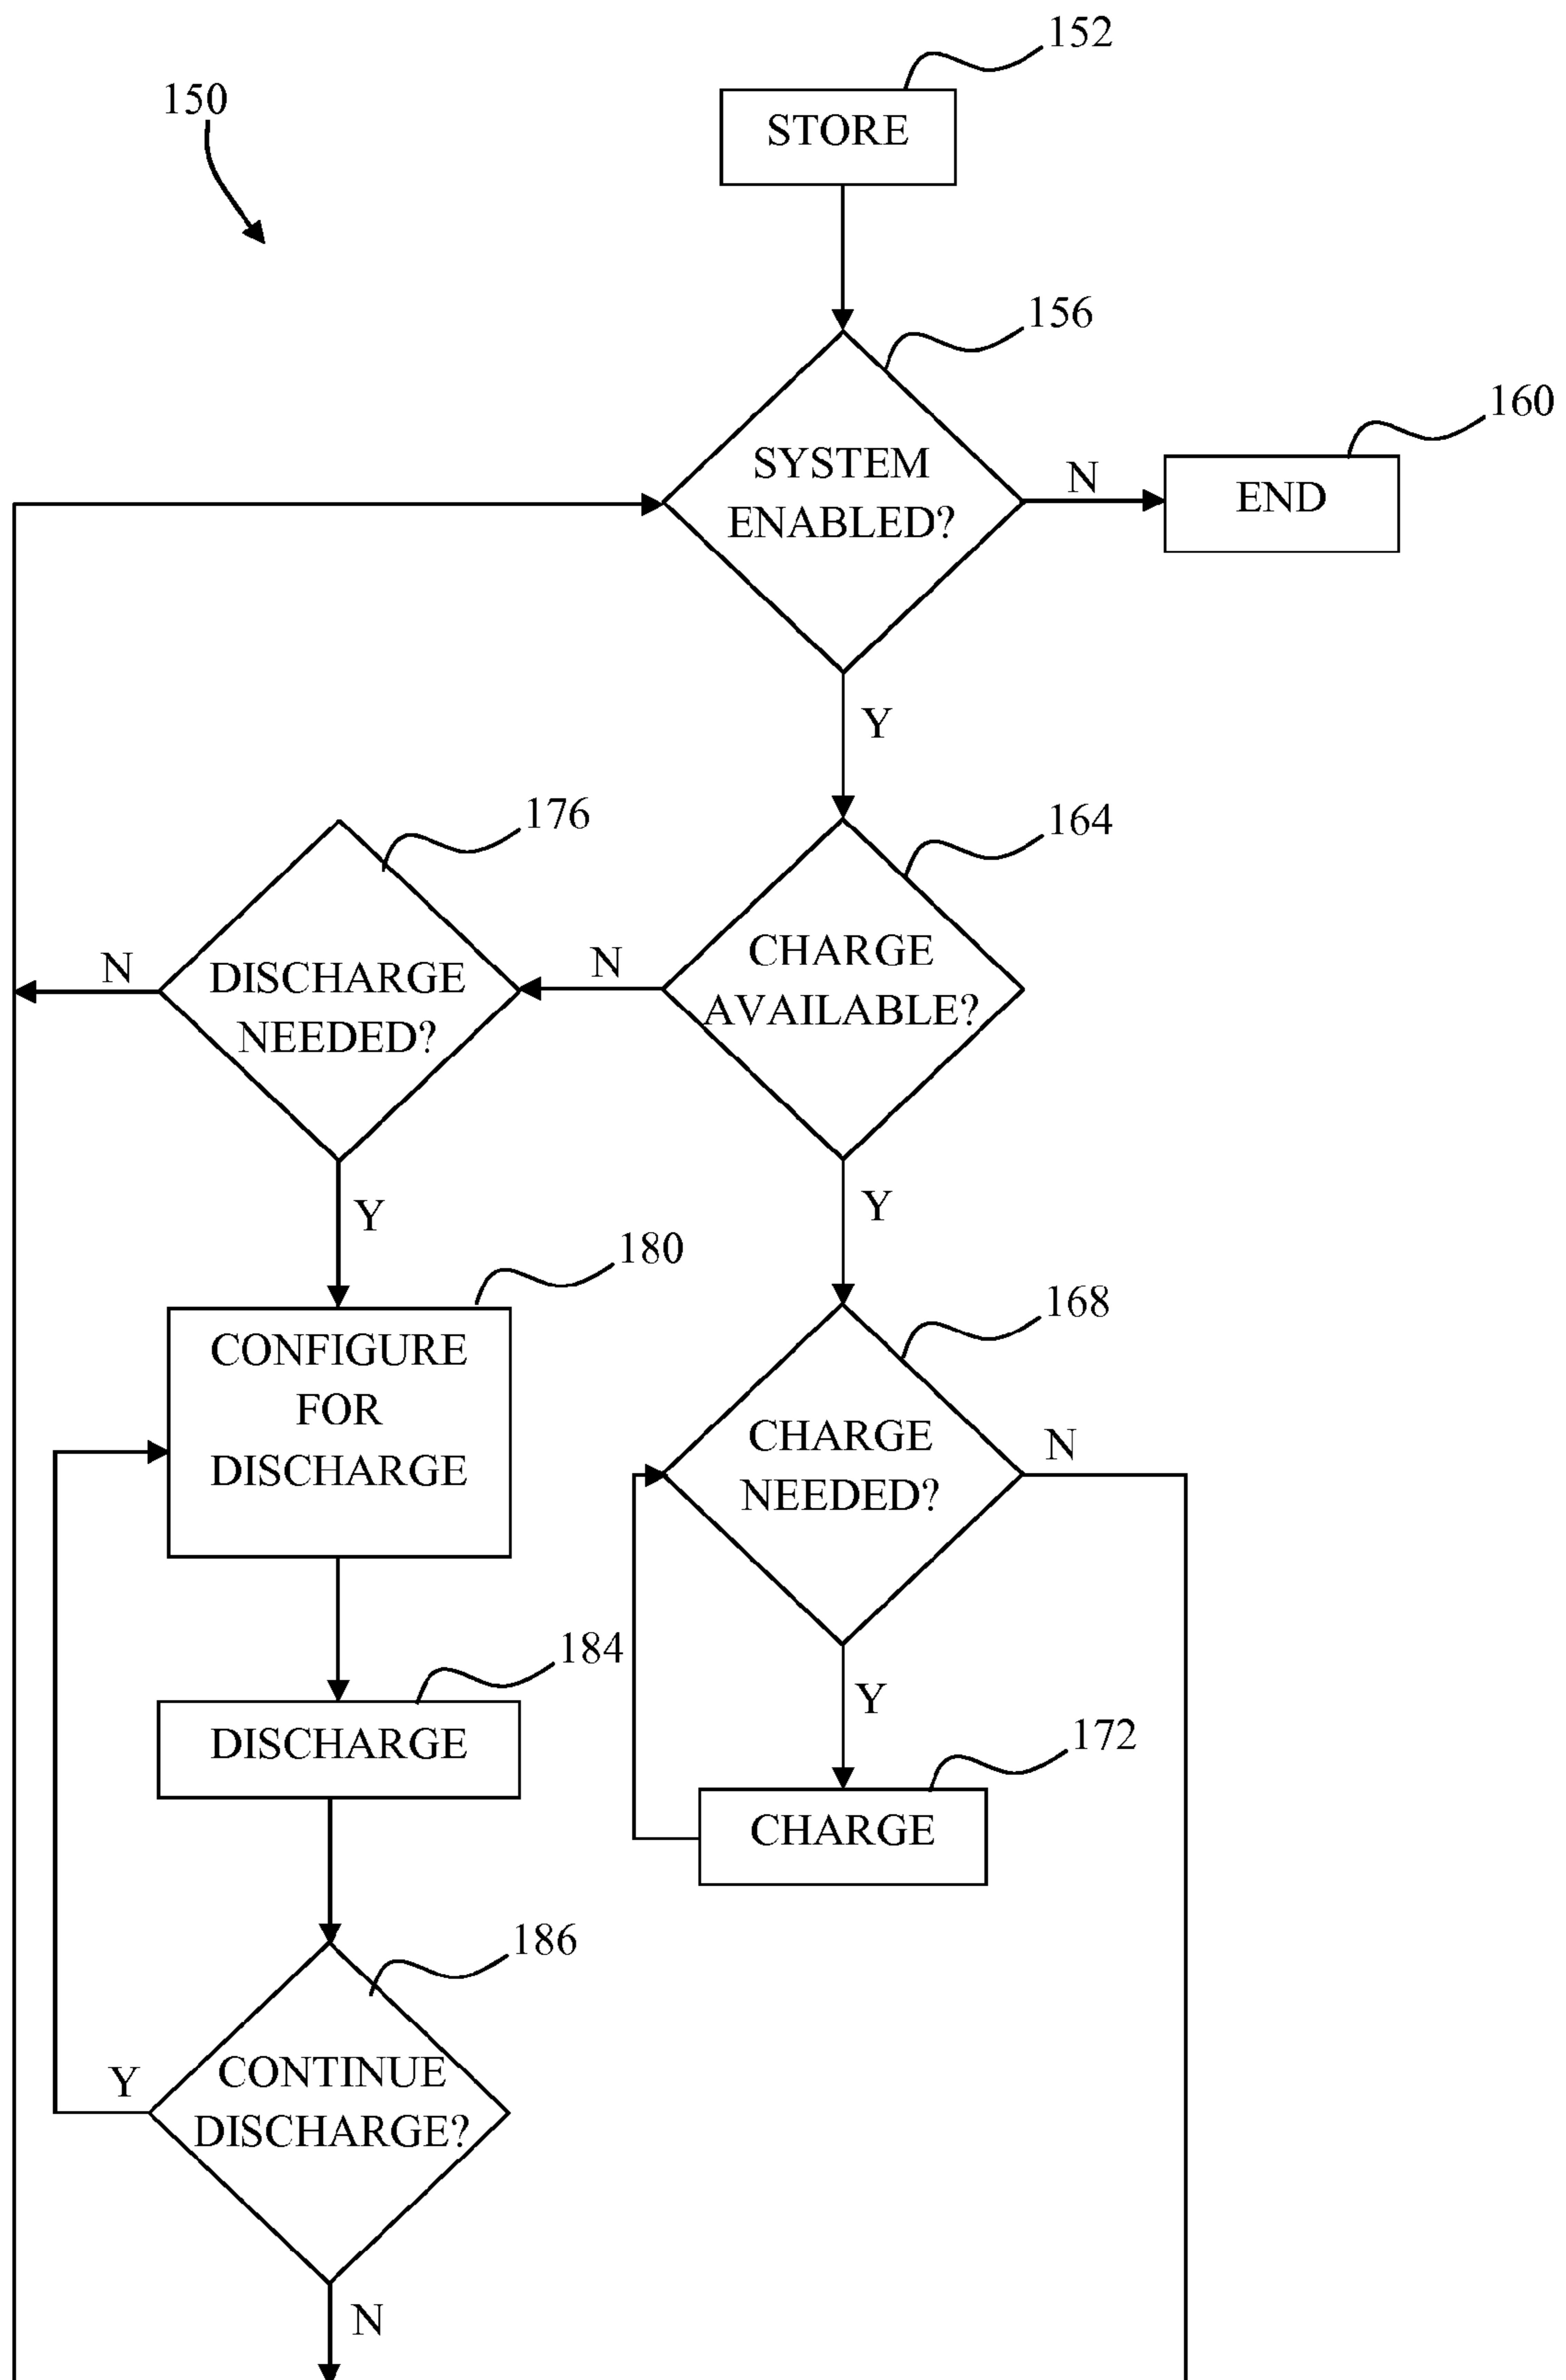 152
150
STORE
156
160
SYSTEM
ENABLED?
N
END
Y
176
164
N
DISCHARGE
NEEDED?
N
CHARGE
AVAILABLE?
Y
Y
180
168
CONFIGURE
FOR
DISCHARGE
CHARGE
NEEDED?
N
184
DISCHARGE
Y
172
CHARGE
186
Y
CONTINUE
DISCHARGE?
N